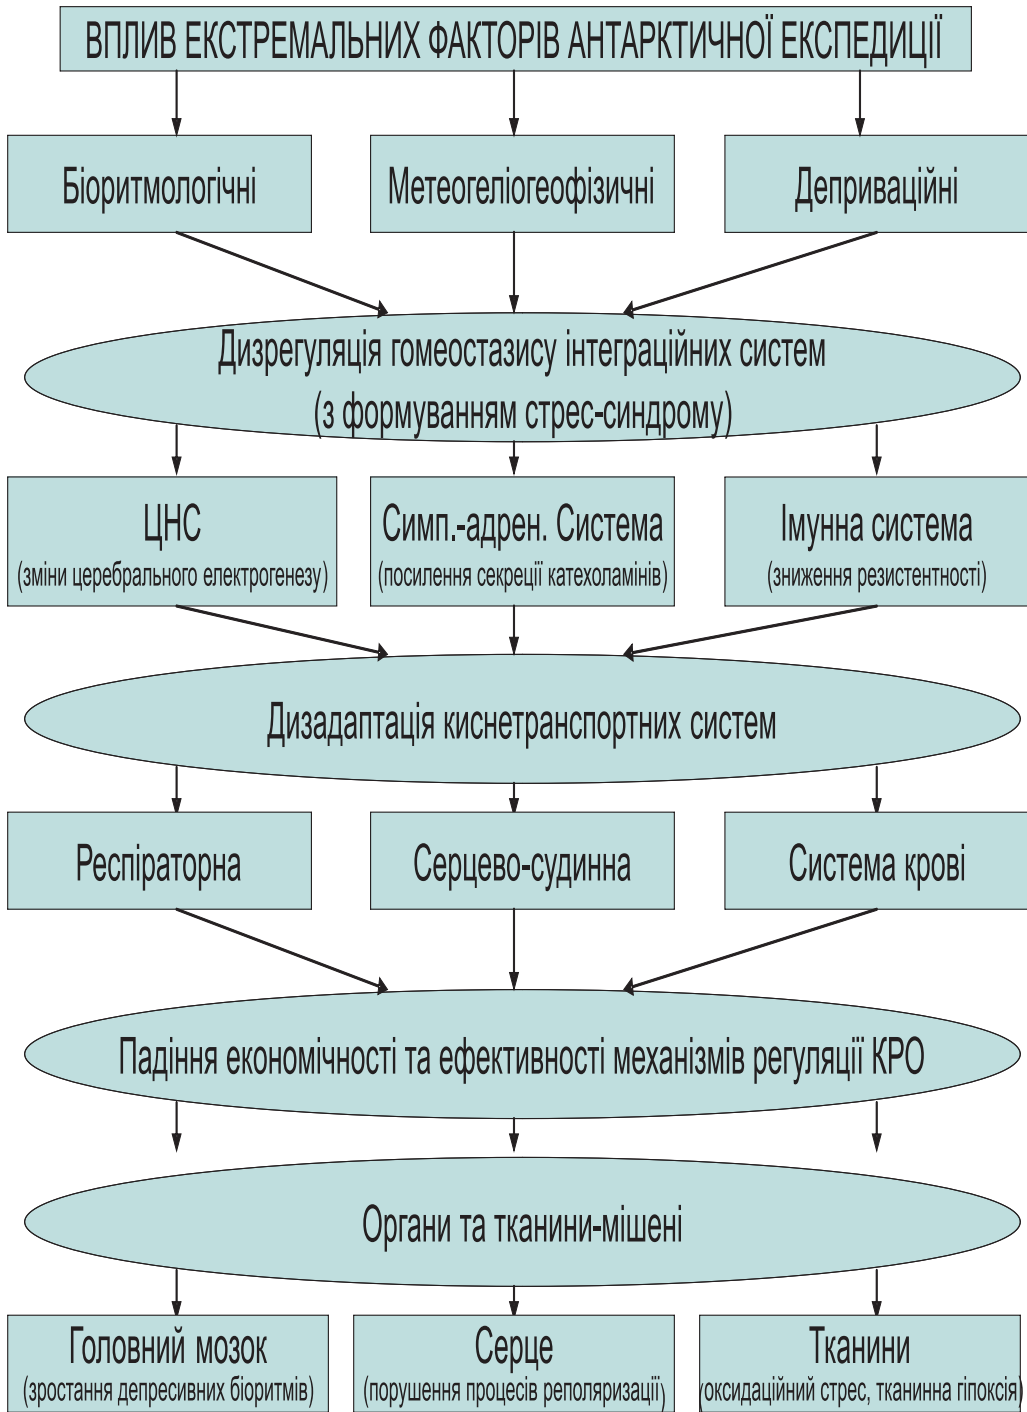 ВПЛИВ ЕКСТРЕМАЛЬНИХ ФАКТОРІВ АНТАРКТИЧНОЇ ЕКСПЕДИЦІЇ
Біоритмологічні
Метеогеліогеофізичні
Деприваційні
Дизрегуляція гомеостазису інтеграційних систем
(з формуванням стрес-синдрому)
ЦНС
(зміни церебрального електрогенезу)
Симп.-адрен. Система
(посилення секреції катехоламінів)
Імунна система
(зниження резистентності)
Дизадаптація киснетранспортних систем
Респіраторна
Серцево-судинна
Система крові
Падіння економічності та ефективності механізмів регуляції КРО
Органи та тканини-мішені
Головний мозок
(зростання депресивних біоритмів)
Серце
(порушення процесів реполяризації)
Тканини
(оксидаційний стрес, тканинна гіпоксія)